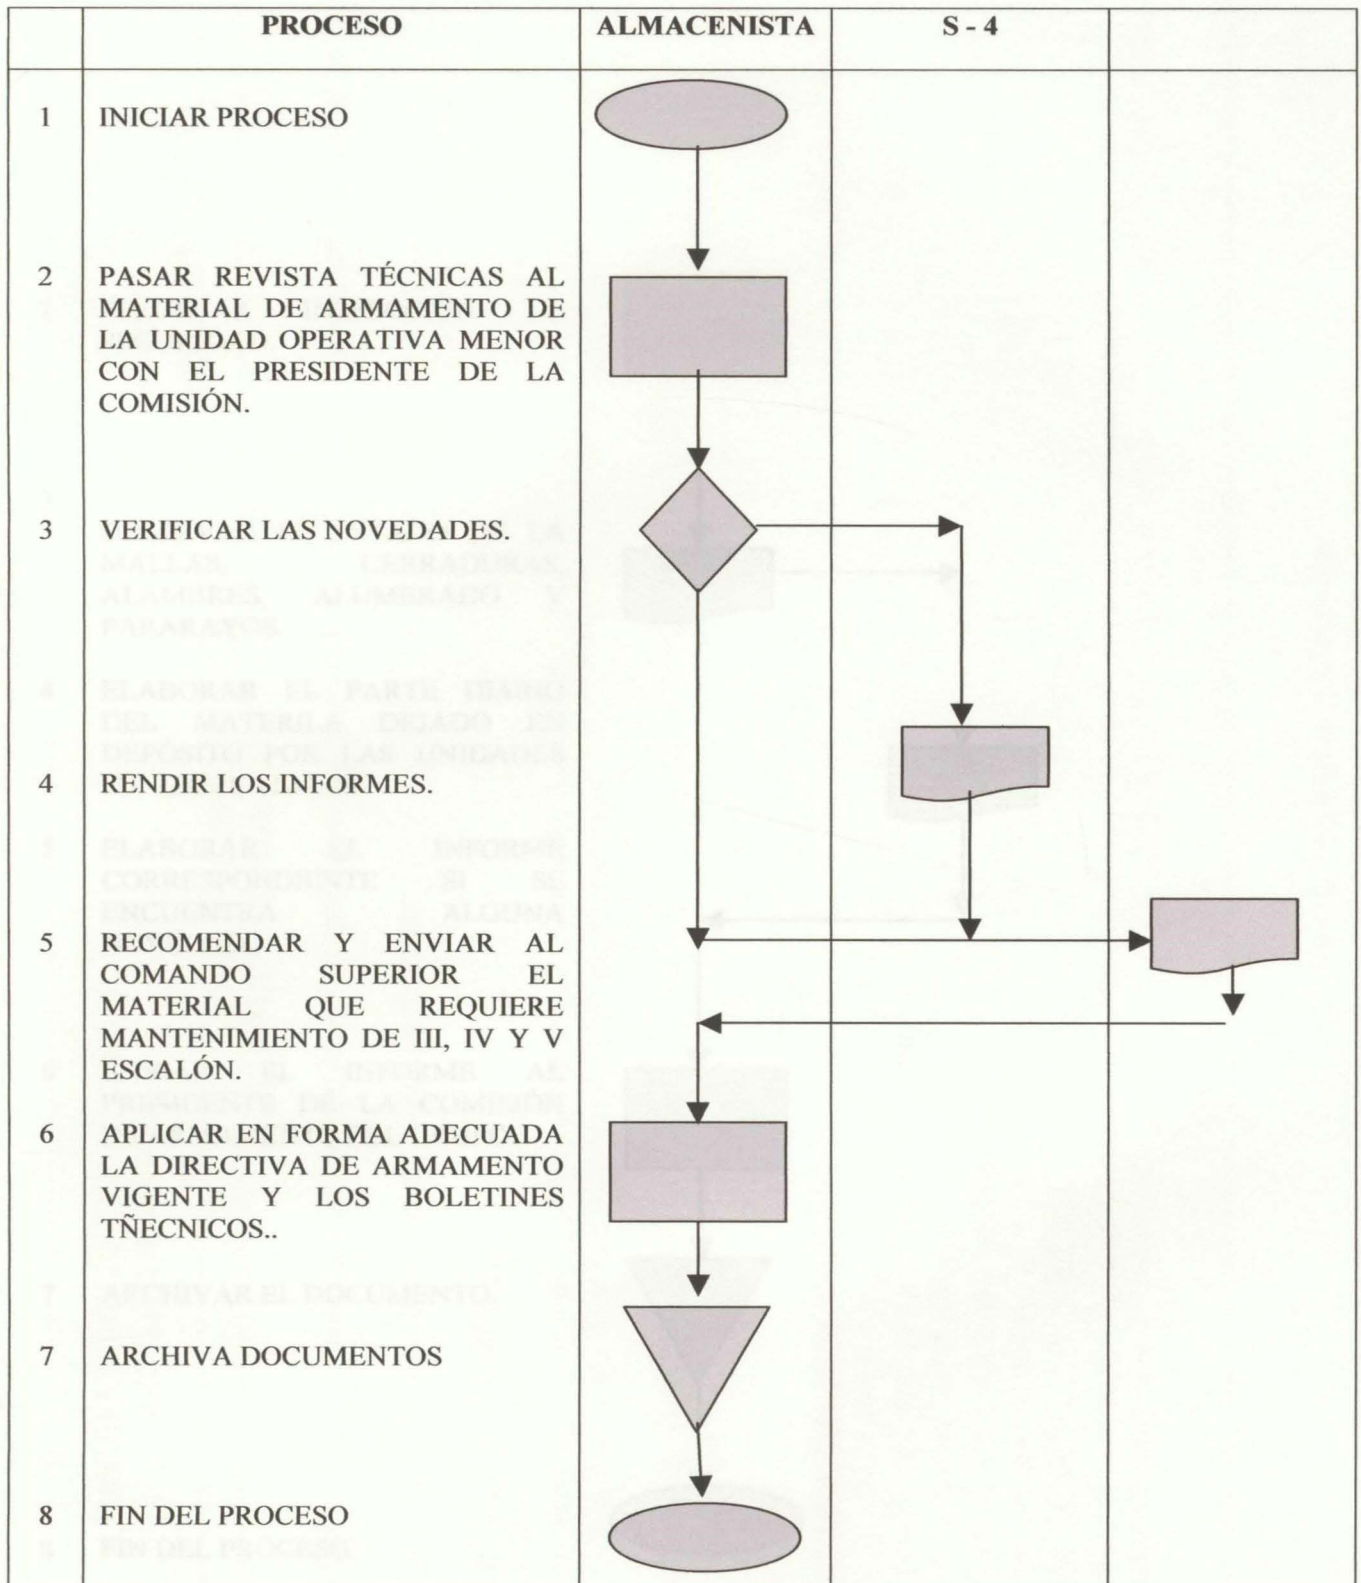 PROCESO ALMACENISTA S - 4
1 INICIAR PROCESO
2 PASAR REVISTA TÉCNICAS AL
MATERIAL DE ARMAMENTO DE
LA UNIDAD OPERATIVA MENOR
CON EL PRESIDENTE DE LA
COMISIÓN.
3 VERIFICAR LAS NOVEDADES.
4 RENDIR LOS INFORMES.
5 RECOMENDAR Y ENVIAR AL
COMANDO SUPERIOR EL
MATERIAL QUE REQUIERE
MANTENIMIENTO DE III, IV Y V
ESCALÓN.
6 APLICAR EN FORMA ADECUADA
LA DIRECTIVA DE ARMAMENTO
VIGENTE Y LOS BOLETINES
TÑECNICOS..
7 ARCHIVA DOCUMENTOS
8 FIN DEL PROCESO